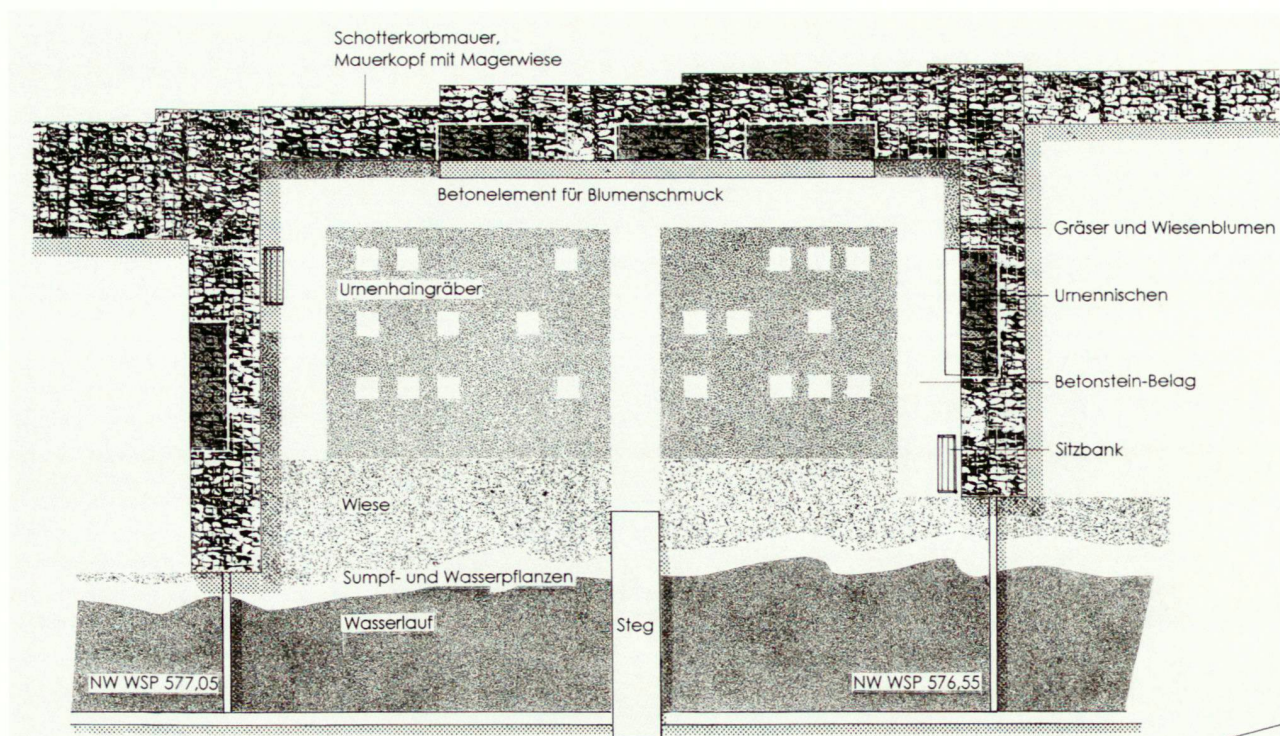 Schotterkorbmauer,
Mauerkopf mit Magerwiese
Betonelement für Blumenschmuck
Gräser und Wiesenblumen
Urnenhaingräber
Urnennischen
Betonstein-Belag
Sitzbank
Wiese
Sumpf- und Wasserpflanzen
Wasserlauf
Steg
NW WSP 577,05
NW WSP 576,55